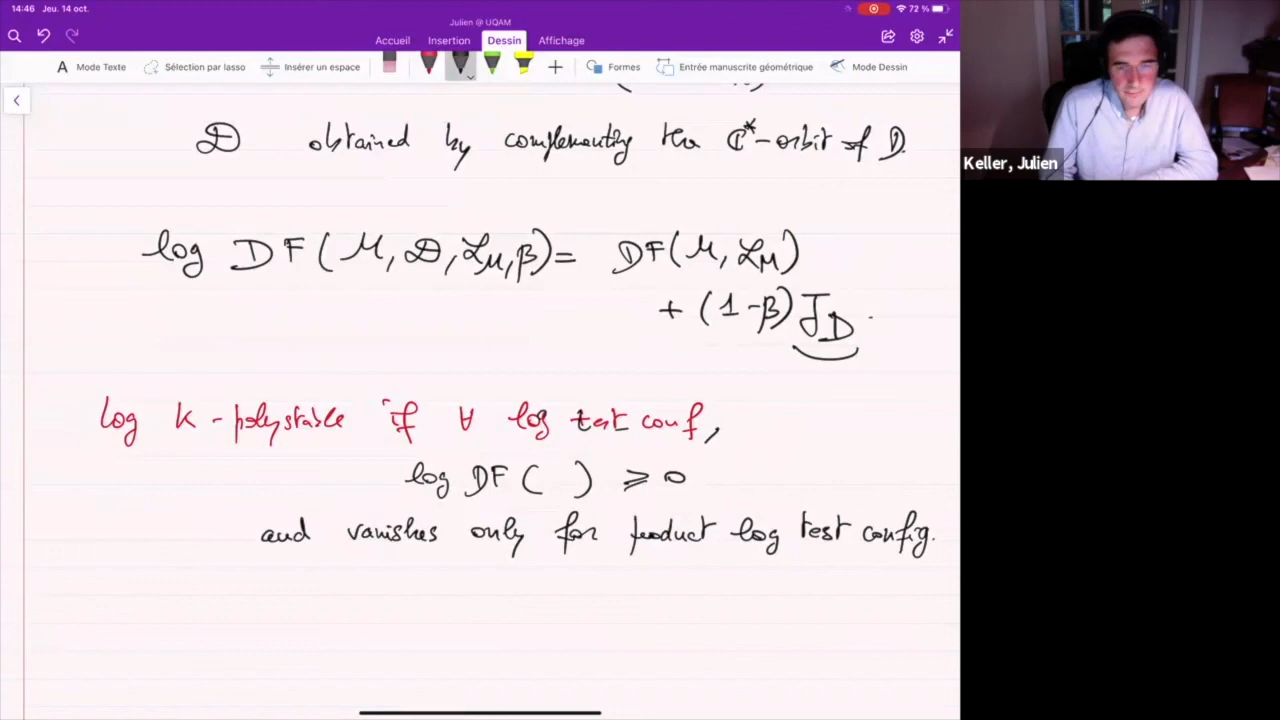 14:46 Jeu. 14 oct.
72 %
Julien @ UQAM
Accueil Insertion Dessin Affichage
A Mode Texte Sélection par lasso Insérer un espace Formes Entrée manuscrite géométrique Mode Dessin
𝒟 obtained by complementing the ℂ*-orbit of D.
log DF(ℳ, 𝒟, ℒ_ℳ, β) = DF(ℳ, ℒ_ℳ)
+ (1-β) J_D .
log K-polystable if ∀ log test conf,
log DF ( ) ⩾ 0
and vanishes only for product log test config.
Keller, Julien